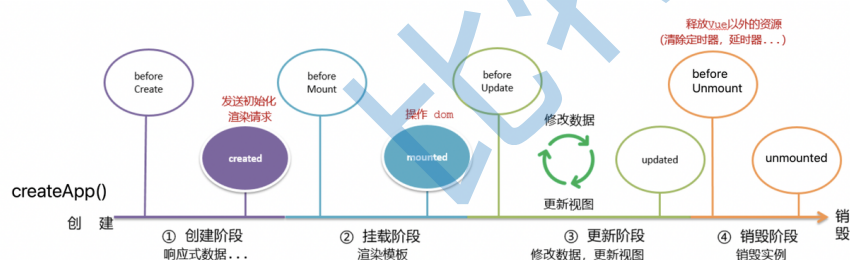 释放Vue以外的资源
(清除定时器，延时器...)
before
Create
before
Mount
before
Update
before
Unmount
发送初始化
渲染请求
操作 dom
修改数据
created
mounted
updated
unmounted
createApp()
更新视图
创 建
销
毁
① 创建阶段
响应式数据...
② 挂载阶段
渲染模板
③ 更新阶段
修改数据，更新视图
④ 销毁阶段
销毁实例